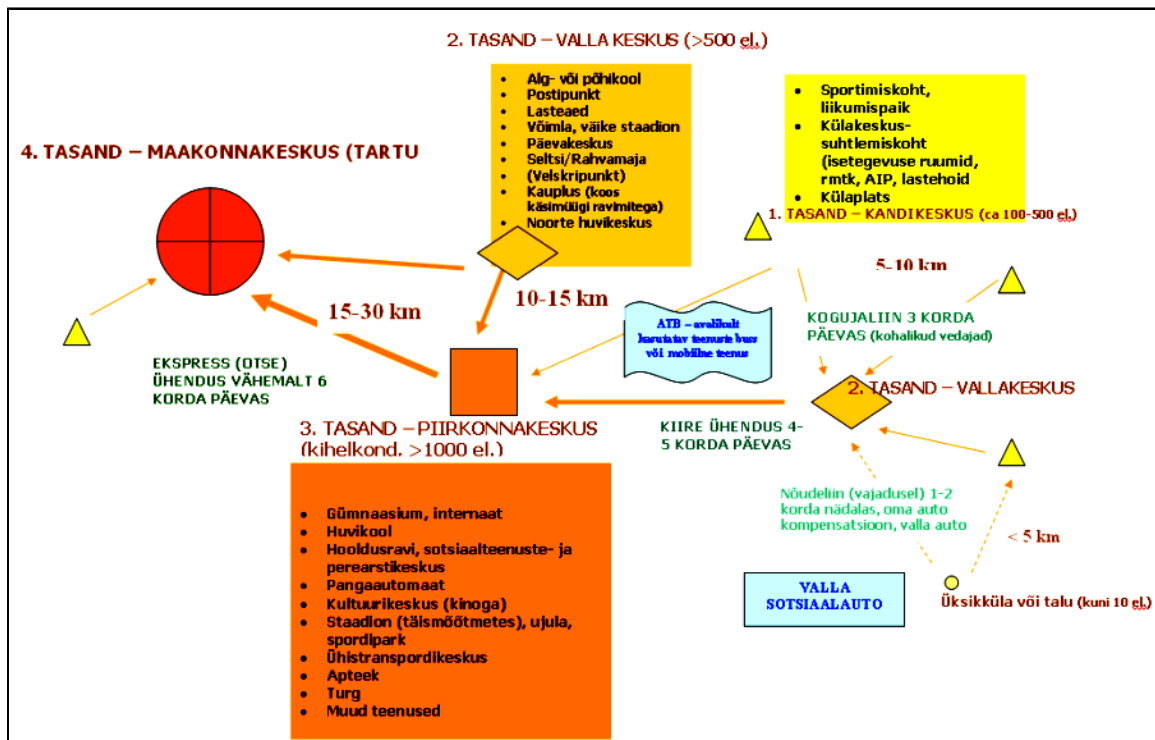 2. TASAND – VALLA KESKUS (>500 el.)
• Alg- või põhikool
• Postipunkt
• Lasteaed
• Võimla, väike staadion
• Päevakeskus
• Seltsi/Rahvamaja
• (Velskripunkt)
• Kauplus (koos
käsimüügi ravimitega)
• Noorte huvikeskus
• Sportimiskoht,
liikumispaik
• Külakeskus-
suhtlemiskoht
(isetegevuse ruumid,
rmtk, AIP, lastehoid
• Külaplats
4. TASAND – MAAKONNAKESKUS (TARTU
1. TASAND – KANDIKESKUS (ca 100-500 el.)
5-10 km
10-15 km
15-30 km
ATB – avalikult
kasutatav teenuste buss
või mobiilne teenus
KOGUJALIIN 3 KORDA
PÄEVAS (kohalikud vedajad)
EKSPRESS (OTSE)
ÜHENDUS VÄHEMALT 6
KORDA PÄEVAS
2. TASAND – VALLAKESKUS
3. TASAND –PIIRKONNAKESKUS
(kihelkond, >1000 el.)
KIIRE ÜHENDUS 4-
5 KORDA PÄEVAS
Nõudeliin (vajadusel) 1-2
korda nädalas, oma auto
kompensatsioon, valla auto
< 5 km
• Gümnaasium, internaat
• Huvikool
• Hooldusravi, sotsiaalteenuste- ja
perearstikeskus
• Pangaautomaat
• Kultuurikeskus (kinoga)
• Staadion (täismõõtmetes), ujula,
spordipark
• Ühistranspordikeskus
• Apteek
• Turg
• Muud teenused
VALLA
SOTSIAALAUTO
Üksikküla või talu (kuni 10 el.)